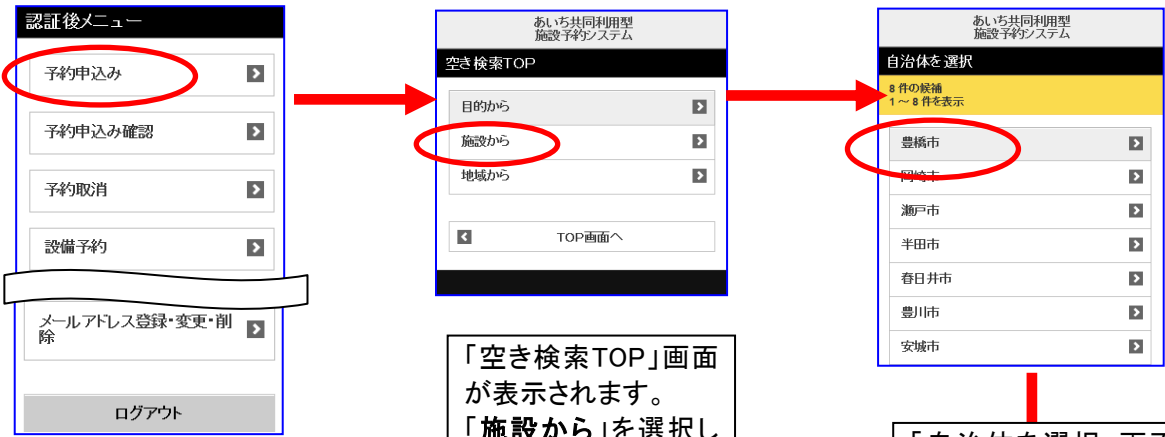 認証後メニュー
予約申込み
予約申込み確認
予約取消
設備予約
メールアドレス登録・変更・削
除
ログアウト
あいち共同利用型
施設予約システム
空き検索TOP
目的から
施設から
地域から
TOP画面へ
「空き検索TOP」画面
が表示されます。
「施設から」を選択し
あいち共同利用型
施設予約システム
自治体を選択
8 件の候補
1 ～ 8 件を表示
豊橋市
岡崎市
瀬戸市
半田市
春日井市
豊川市
安城市
「自治体を選択